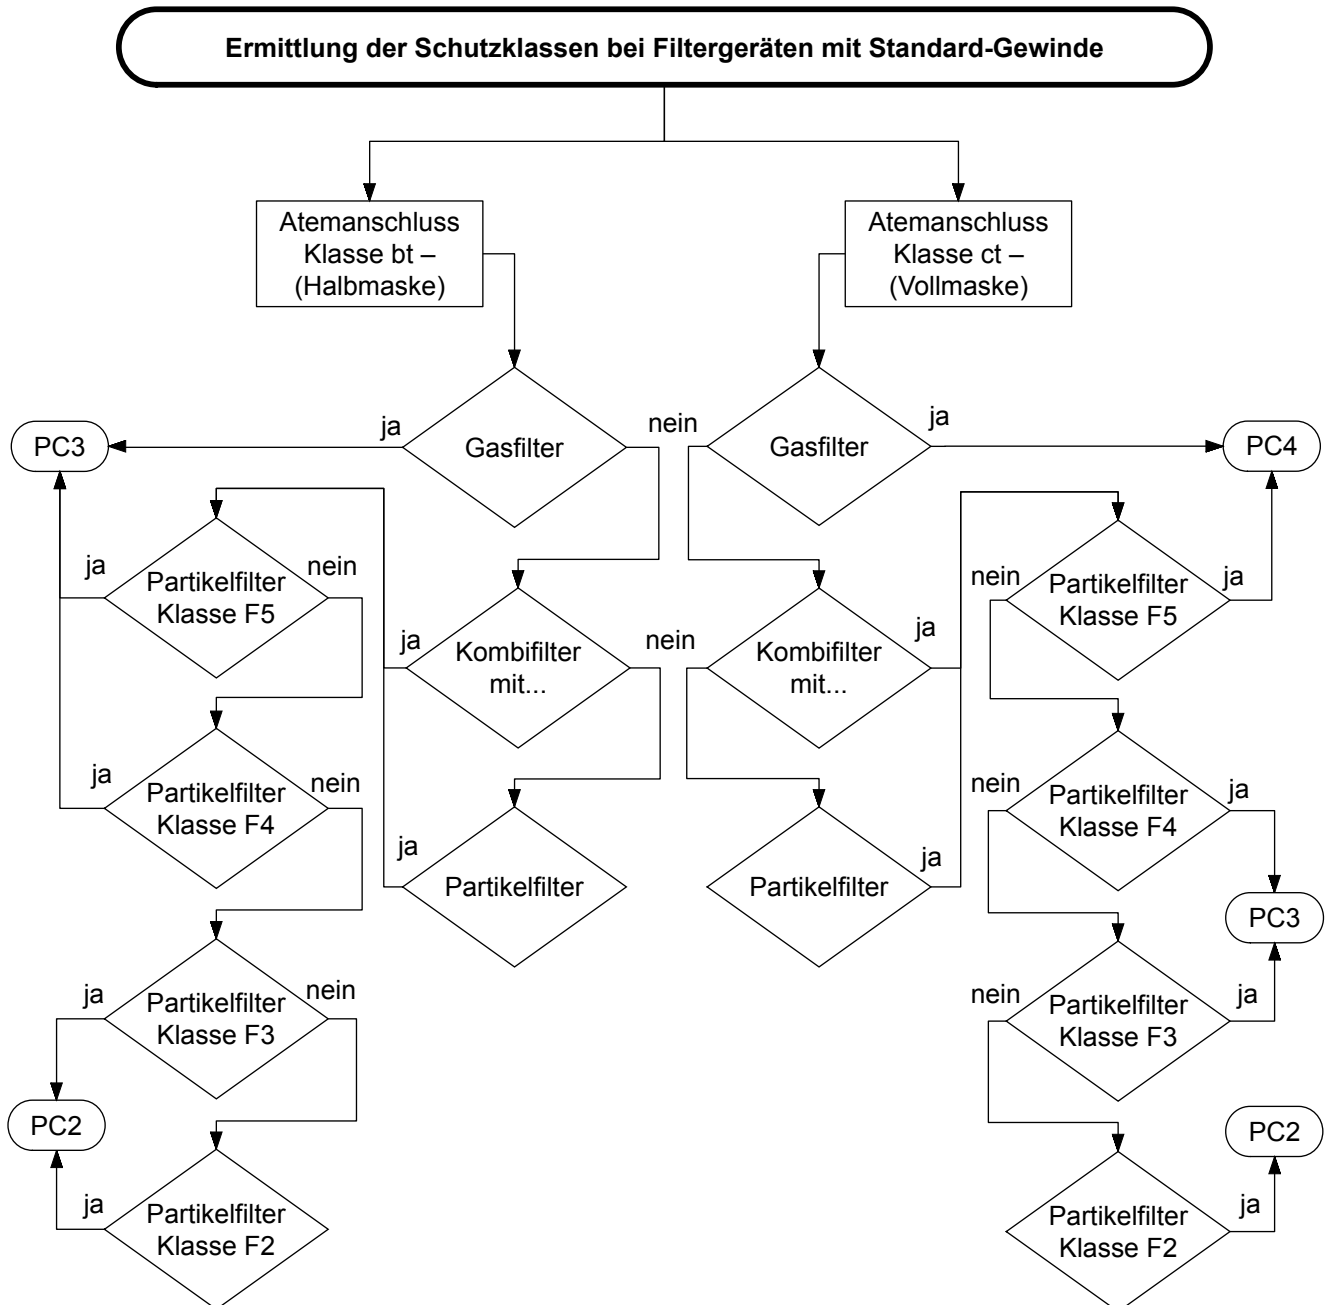 Ermittlung der Schutzklassen bei Filtergeräten mit Standard-Gewinde
Atemanschluss
Klasse bt –
(Halbmaske)
Atemanschluss
Klasse ct –
(Vollmaske)
PC3
ja
Gasfilter
nein
Gasfilter
ja
PC4
ja
Partikelfilter
Klasse F5
nein
ja
Kombifilter
mit...
nein
Kombifilter
mit...
ja
nein
Partikelfilter
Klasse F5
ja
ja
Partikelfilter
Klasse F4
nein
ja
Partikelfilter
Partikelfilter
ja
nein
Partikelfilter
Klasse F4
ja
PC3
ja
Partikelfilter
Klasse F3
nein
nein
Partikelfilter
Klasse F3
ja
PC2
ja
Partikelfilter
Klasse F2
PC2
Partikelfilter
Klasse F2
ja